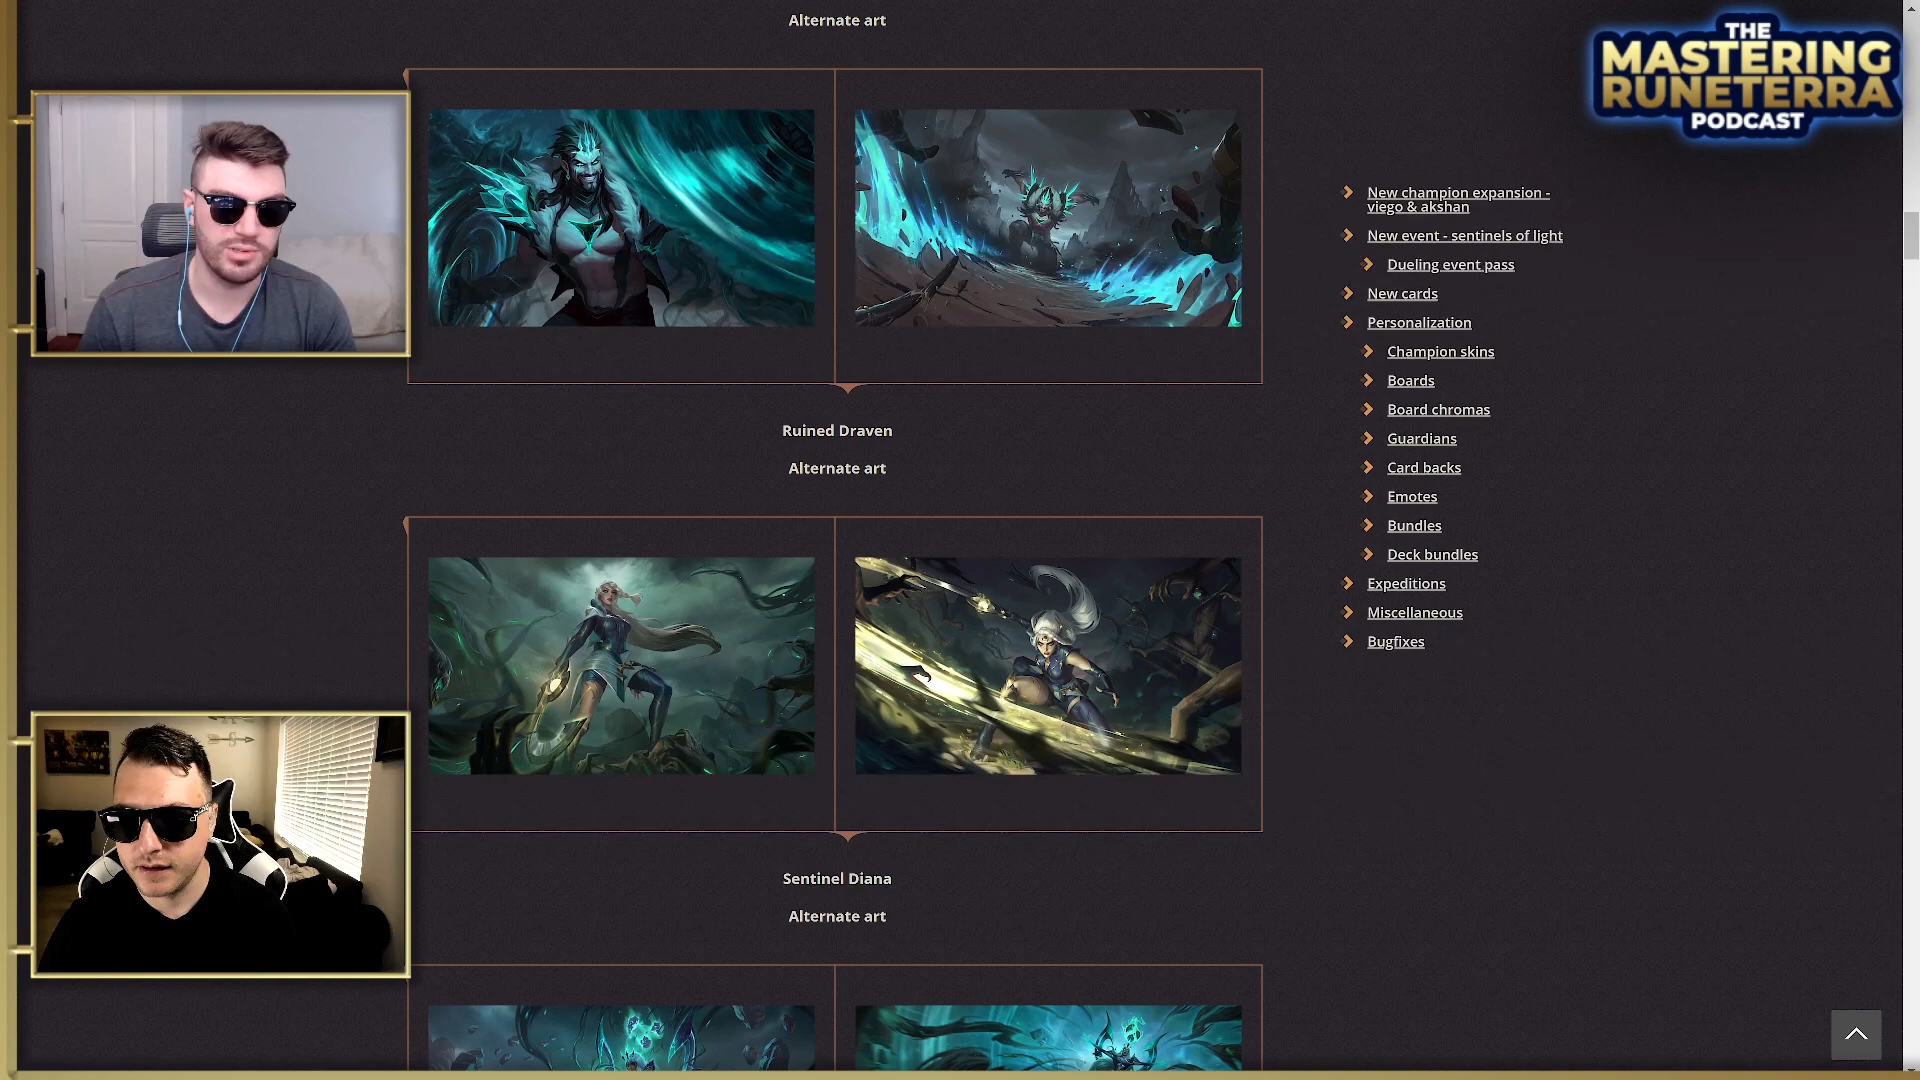 Alternate art
THE
MASTERING
RUNETERRA
PODCAST
New champion expansion -
viego & akshan
New event - sentinels of light
Dueling event pass
New cards
Personalization
Champion skins
Boards
Board chromas
Guardians
Card backs
Emotes
Bundles
Deck bundles
Expeditions
Miscellaneous
Bugfixes
Ruined Draven
Alternate art
Sentinel Diana
Alternate art